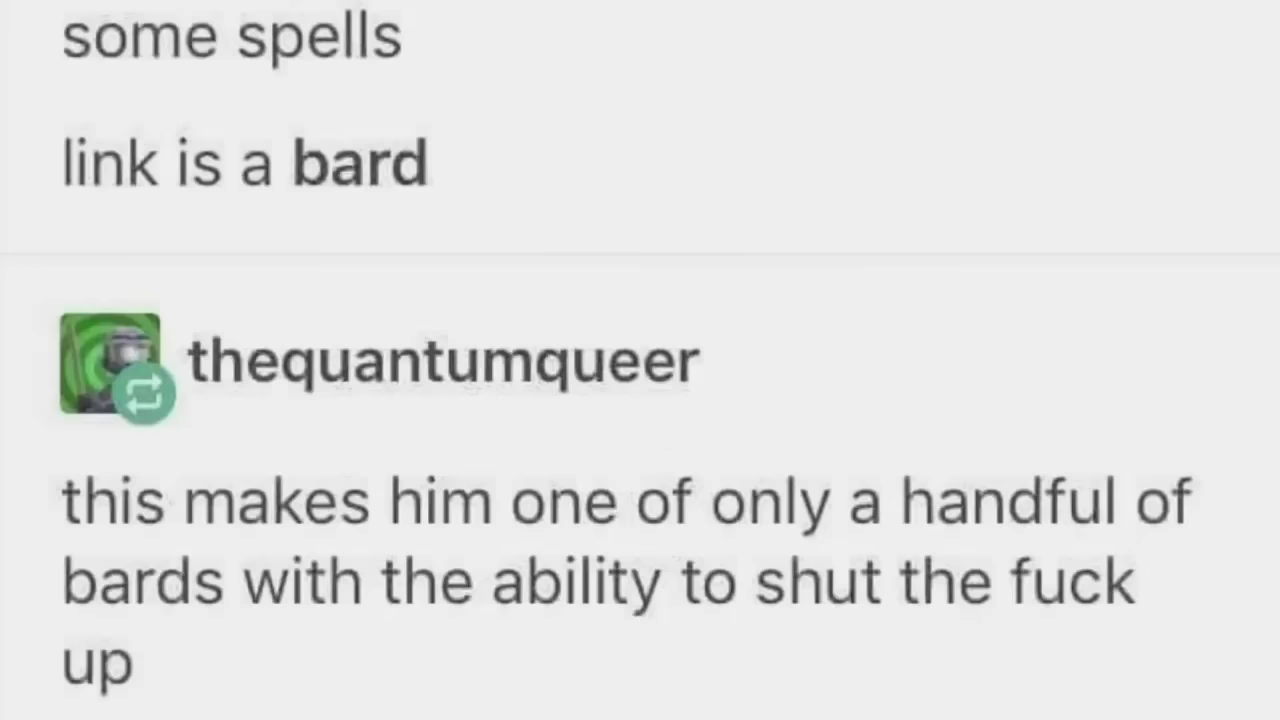 some spells
link is a bard
thequantumqueer
this makes him one of only a handful of
bards with the ability to shut the fuck
up